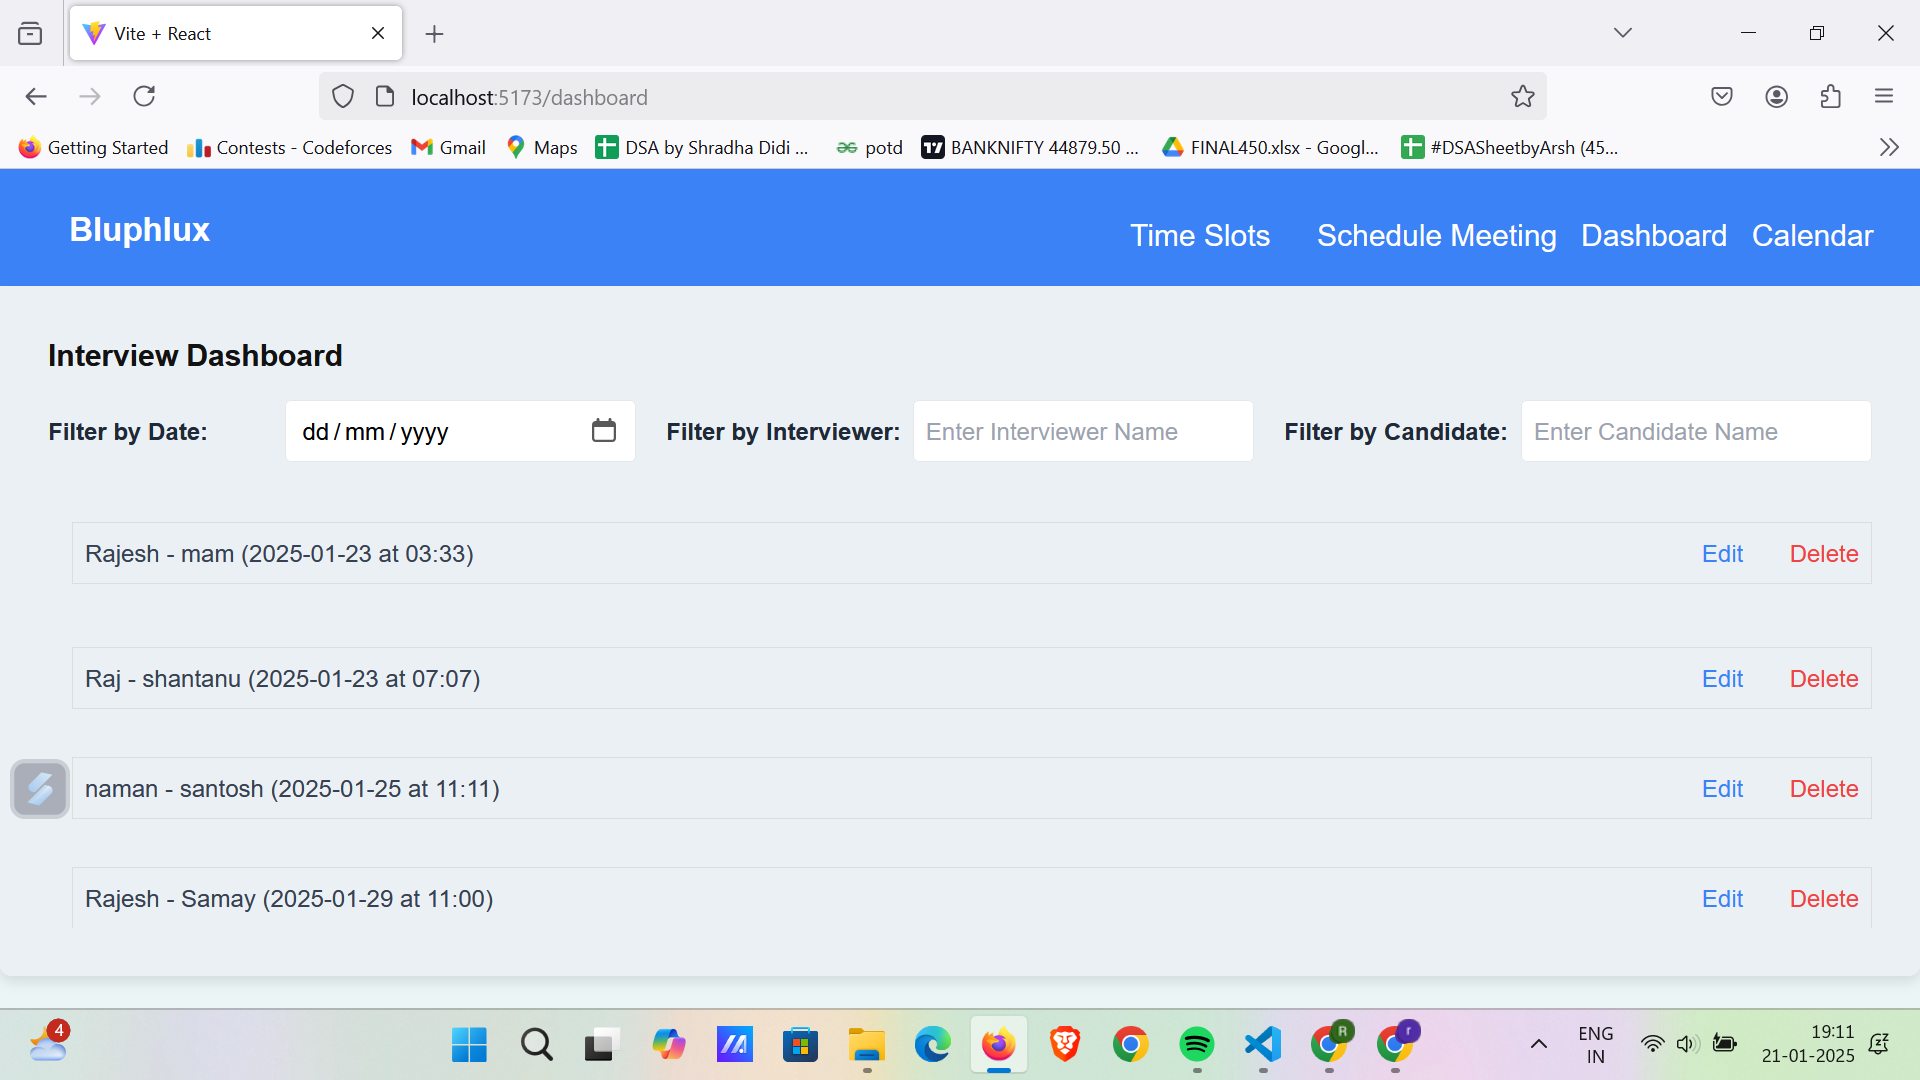 Vite + React
localhost:5173/dashboard
Getting Started Contests - Codeforces Gmail Maps DSA by Shradha Didi ... potd BANKNIFTY 44879.50 ... FINAL450.xlsx - Googl... #DSASheetbyArsh (45...
Bluphlux
Time Slots Schedule Meeting Dashboard Calendar
Interview Dashboard
Filter by Date: dd/mm/yyyy Filter by Interviewer: Enter Interviewer Name Filter by Candidate: Enter Candidate Name
Rajesh - mam (2025-01-23 at 03:33) Edit Delete
Raj - shantanu (2025-01-23 at 07:07) Edit Delete
naman - santosh (2025-01-25 at 11:11) Edit Delete
Rajesh - Samay (2025-01-29 at 11:00) Edit Delete
4
R
r
ENG
IN
19:11
21-01-2025